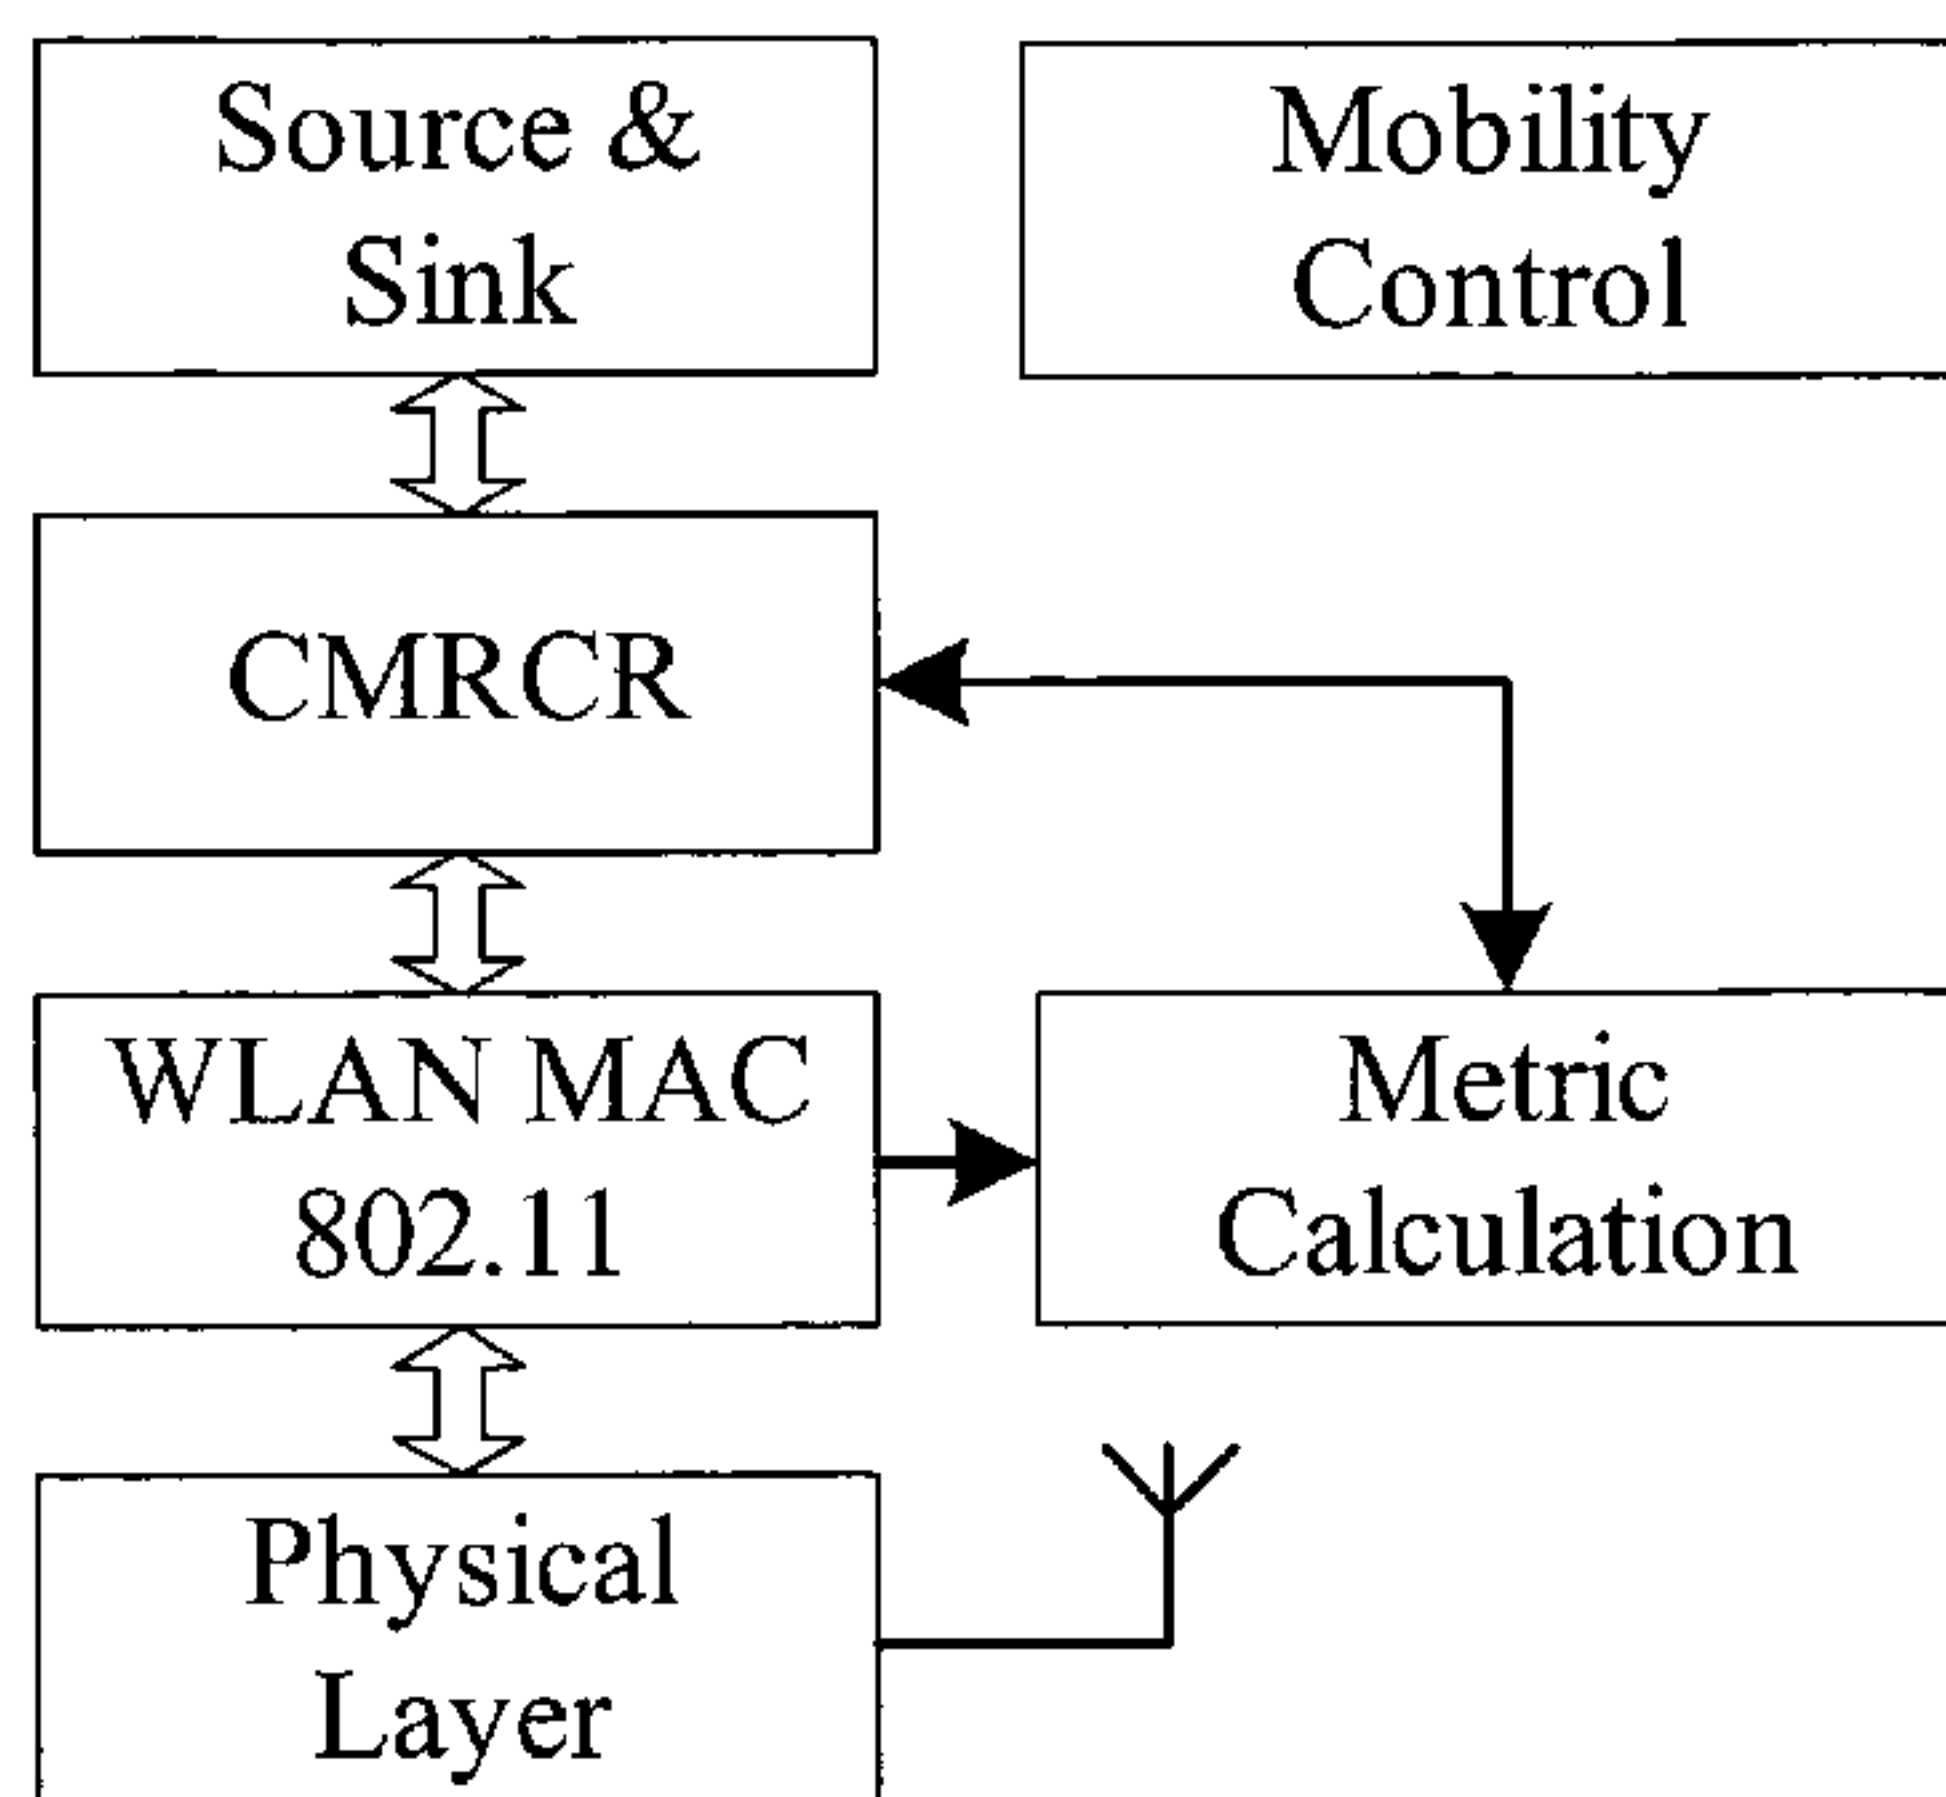 Source &
Sink
Mobility
Control
CMRCR
WLAN MAC
802.11
Metric
Calculation
Physical
Layer